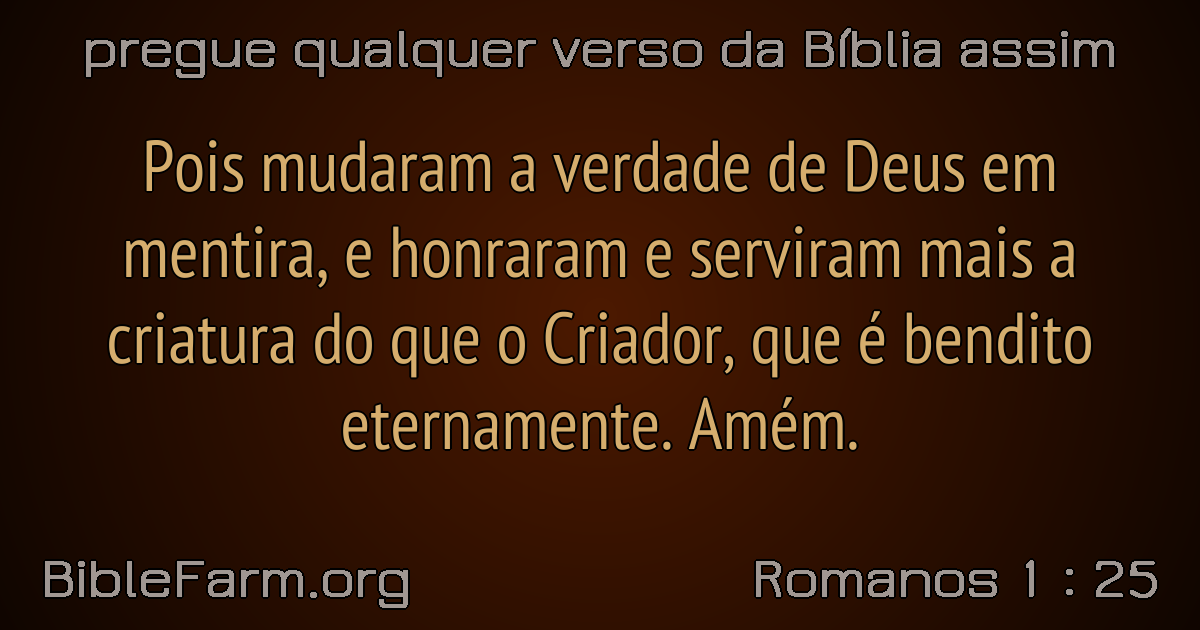 pregue qualquer verso da Bíblia assim
Pois mudaram a verdade de Deus em
mentira, e honraram e serviram mais a
criatura do que o Criador, que é bendito
eternamente. Amém.
BibleFarm.org
Romanos 1 : 25